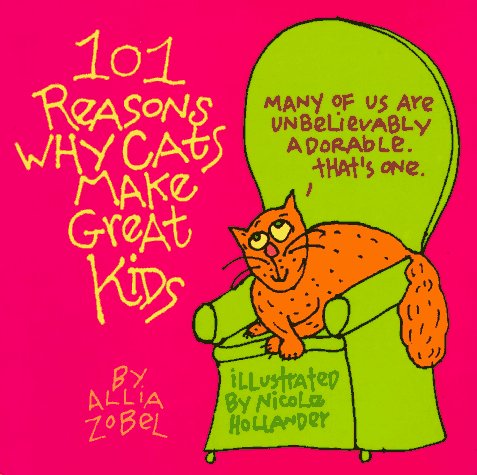 101
Reasons
Why Cats
Make
Great
Kids
Many of us are
unbelievably
adorable.
that's one.
By
Allia
Zobel
illustrated
by Nicole
Hollander